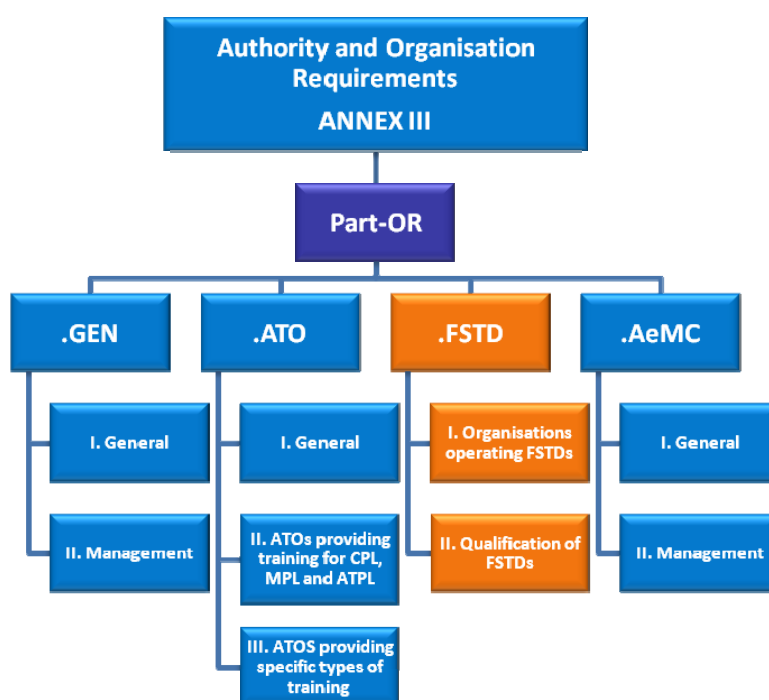 Authority and Organisation
Requirements
ANNEX III
Part-OR
.GEN
.ATO
.FSTD
.AeMC
I. General
I. General
I. Organisations
operating FSTDs
I. General
II. Management
II. ATOs providing
training for CPL,
MPL and ATPL
II. Qualification of
FSTDs
II. Management
III. ATOS providing
specific types of
training